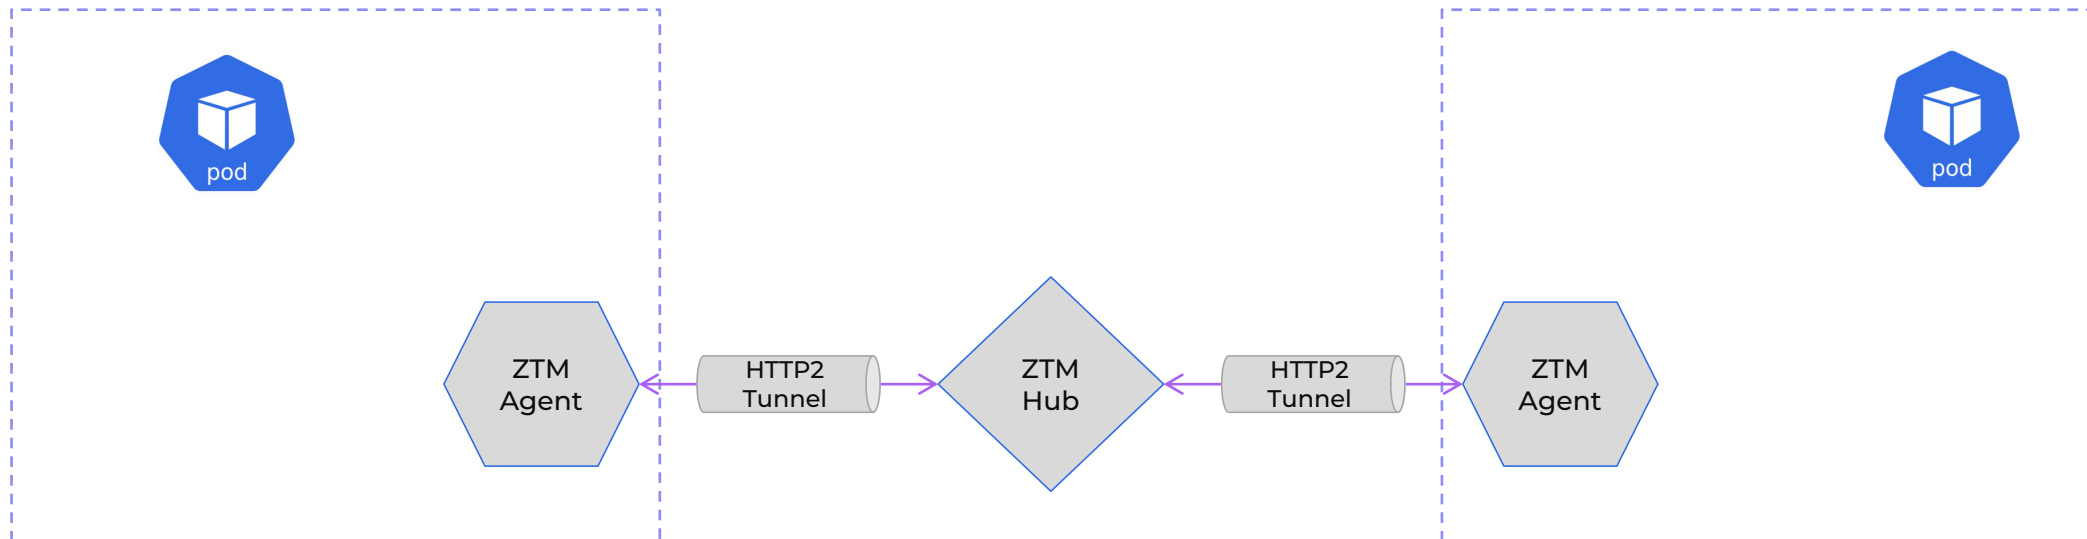 pod
pod
ZTM
Agent
HTTP2
Tunnel
ZTM
Hub
HTTP2
Tunnel
ZTM
Agent